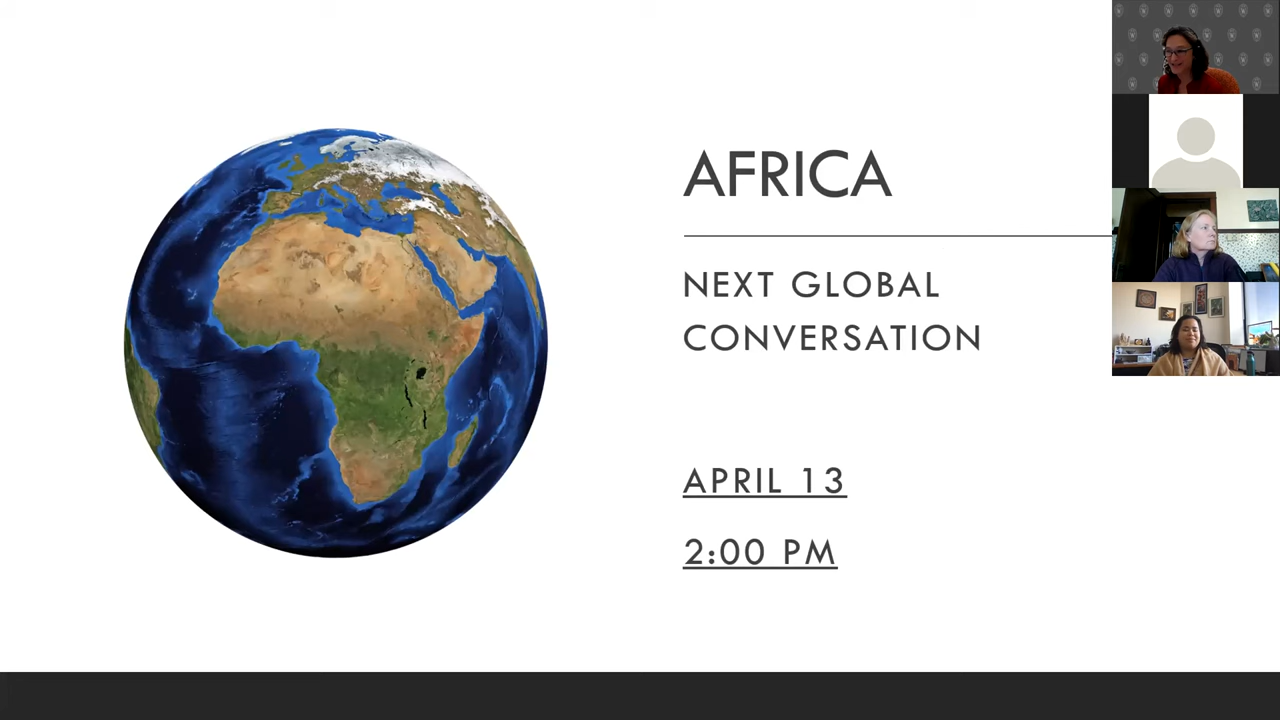 AFRICA
NEXT GLOBAL
CONVERSATION
APRIL 13
2:00 PM